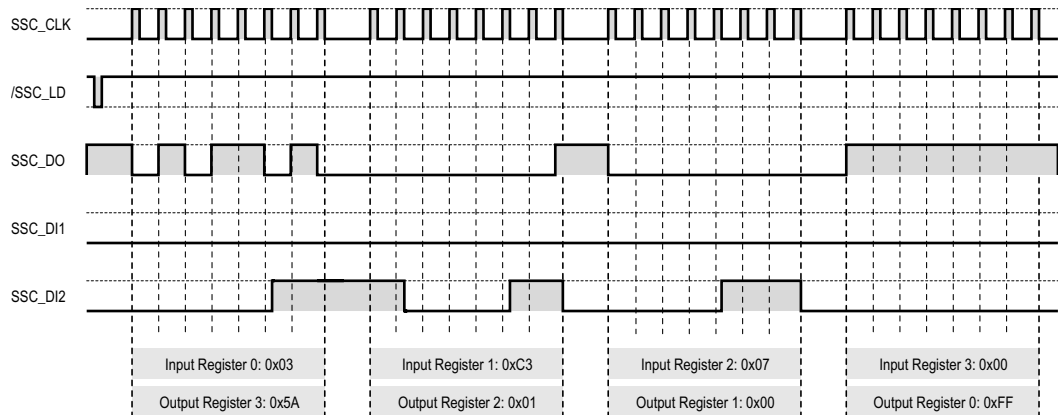 SSC_CLK
/SSC_LD
SSC_DO
SSC_DI1
SSC_DI2
Input Register 0: 0x03
Input Register 1: 0xC3
Input Register 2: 0x07
Input Register 3: 0x00
Output Register 3: 0x5A
Output Register 2: 0x01
Output Register 1: 0x00
Output Register 0: 0xFF